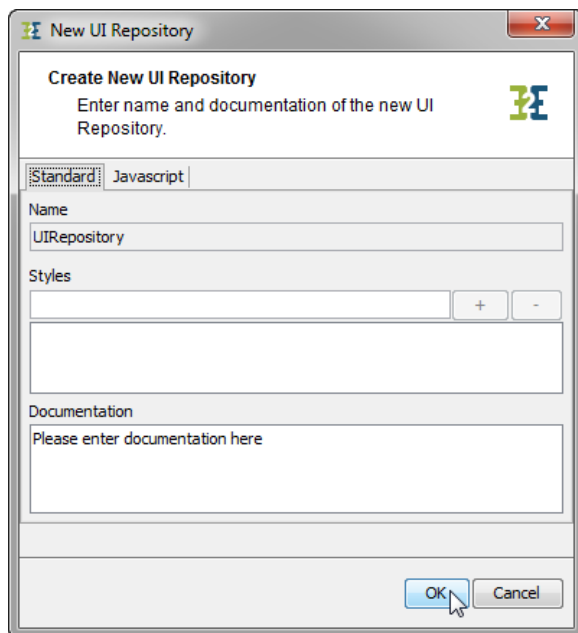 New UI Repository
Create New UI Repository
Enter name and documentation of the new UI
Repository.
Standard Javascript
Name
UIRepository
Styles
+ -
Documentation
Please enter documentation here
OK Cancel